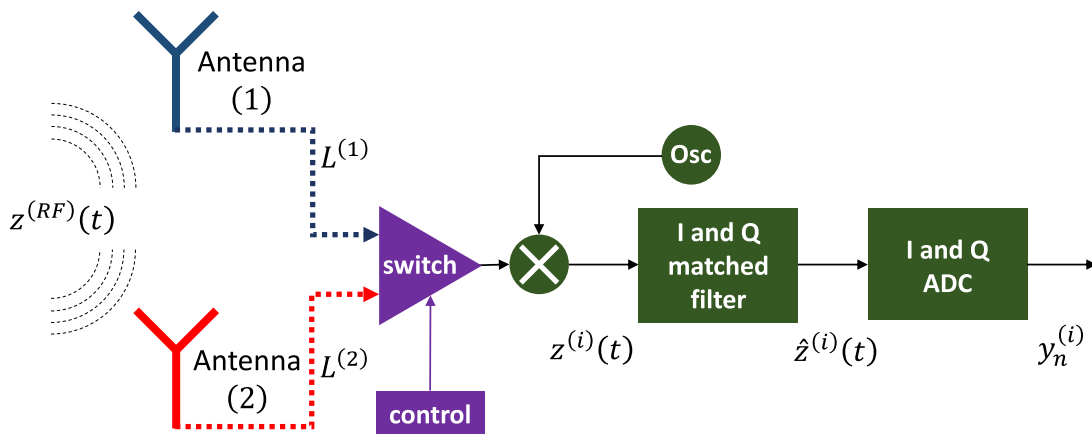 Antenna
(1)
L^{(1)}
Osc
z^{(RF)}(t)
switch
I and Q
matched
filter
I and Q
ADC
z^{(i)}(t)
ẑ^{(i)}(t)
y_n^{(i)}
Antenna
(2)
L^{(2)}
control